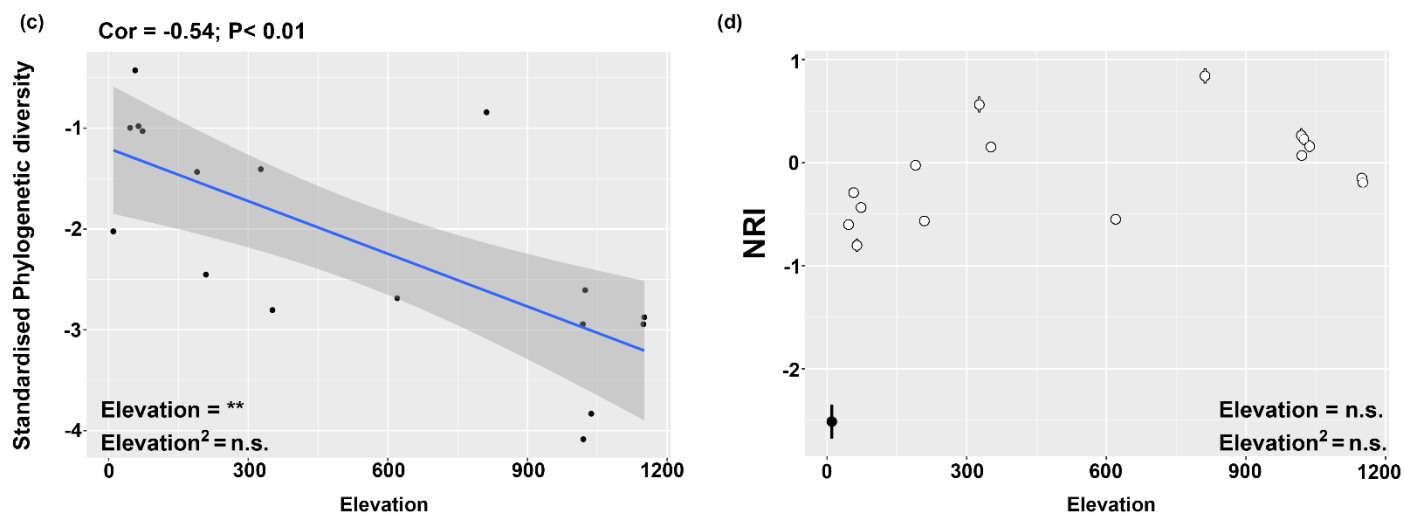 (c)
Cor = -0.54; P< 0.01
Standardised Phylogenetic diversity
-1
-2
-3
-4
Elevation = **
Elevation² = n.s.
0 300 600 900 1200
Elevation
(d)
NRI
1
0
-1
-2
Elevation = n.s.
Elevation² = n.s.
0 300 600 900 1200
Elevation